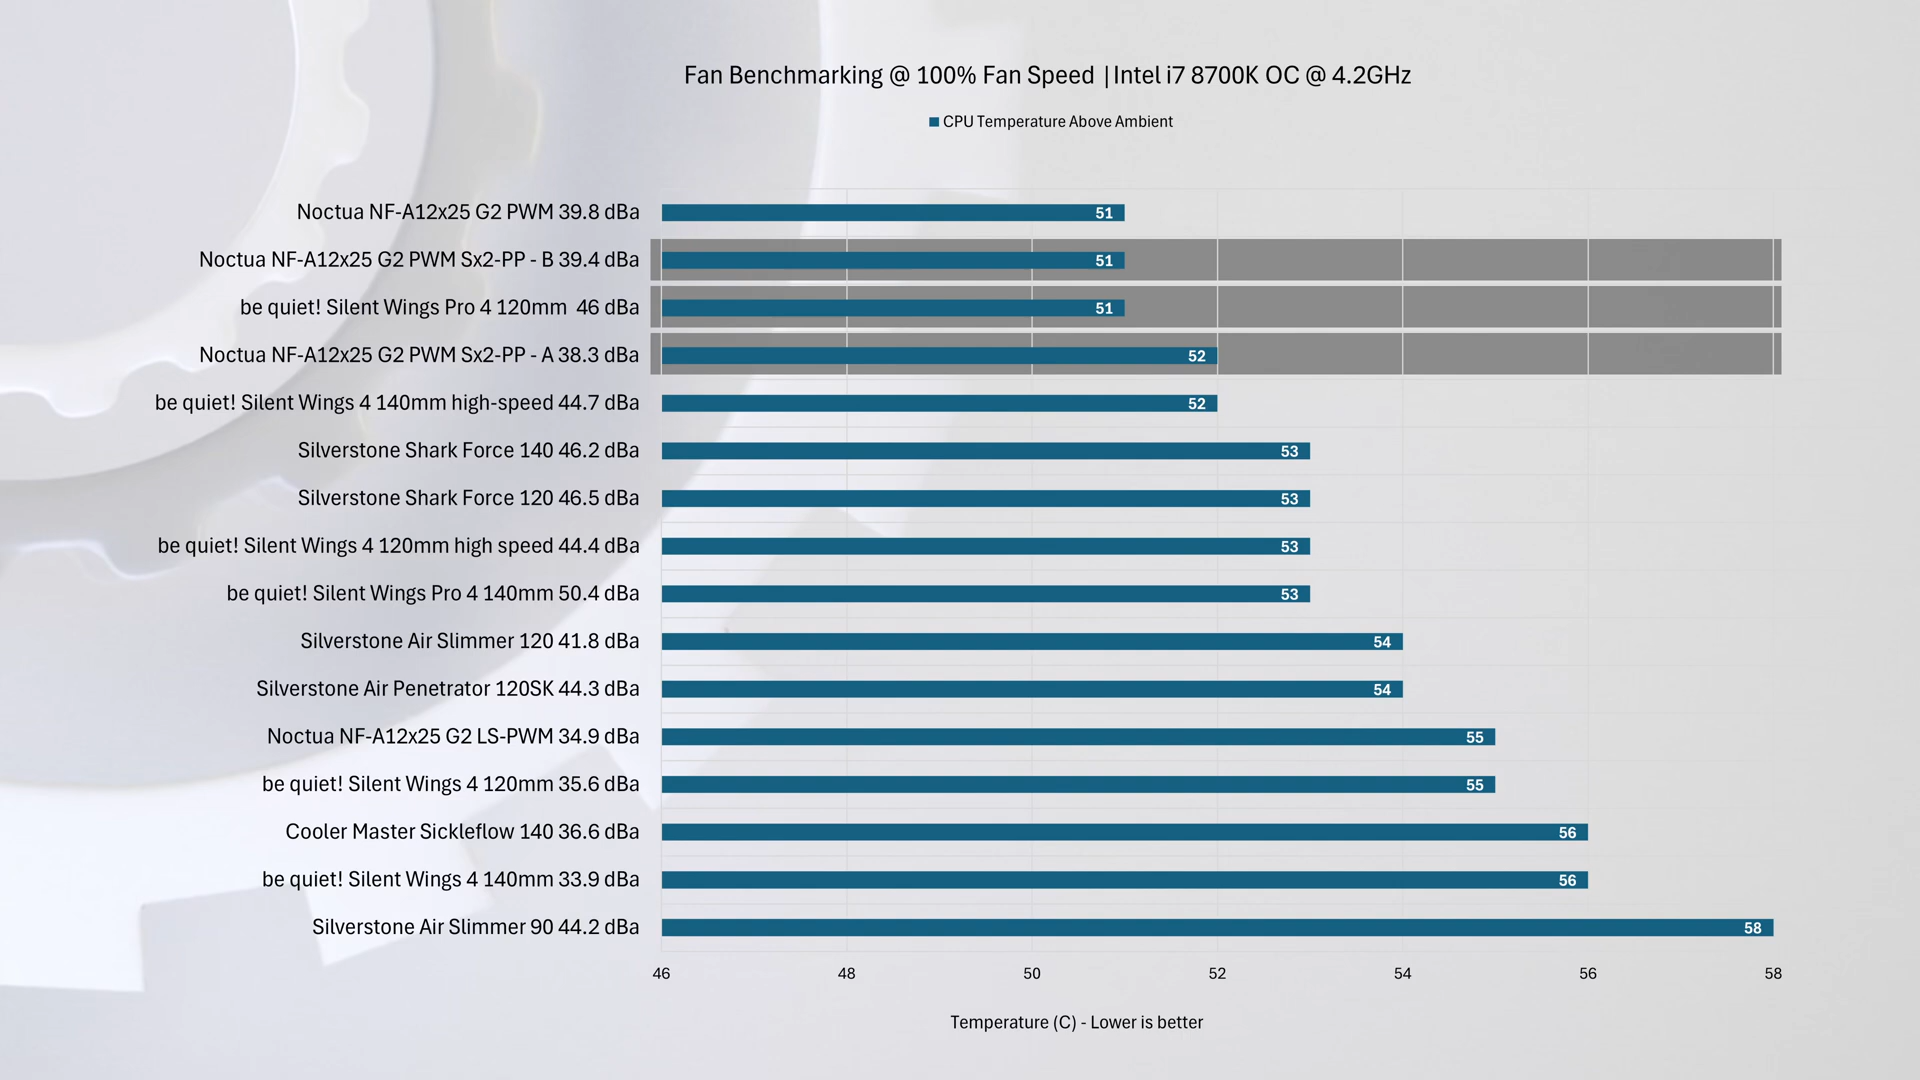 Fan Benchmarking @ 100% Fan Speed | Intel i7 8700K OC @ 4.2GHz
CPU Temperature Above Ambient
Noctua NF-A12x25 G2 PWM 39.8 dBa 51
Noctua NF-A12x25 G2 PWM Sx2-PP - B 39.4 dBa 51
be quiet! Silent Wings Pro 4 120mm 46 dBa 51
Noctua NF-A12x25 G2 PWM Sx2-PP - A 38.3 dBa 52
be quiet! Silent Wings 4 140mm high-speed 44.7 dBa 52
Silverstone Shark Force 140 46.2 dBa 53
Silverstone Shark Force 120 46.5 dBa 53
be quiet! Silent Wings 4 120mm high speed 44.4 dBa 53
be quiet! Silent Wings Pro 4 140mm 50.4 dBa 53
Silverstone Air Slimmer 120 41.8 dBa 54
Silverstone Air Penetrator 120SK 44.3 dBa 54
Noctua NF-A12x25 G2 LS-PWM 34.9 dBa 55
be quiet! Silent Wings 4 120mm 35.6 dBa 55
Cooler Master Sickleflow 140 36.6 dBa 56
be quiet! Silent Wings 4 140mm 33.9 dBa 56
Silverstone Air Slimmer 90 44.2 dBa 58
46 48 50 52 54 56 58
Temperature (C) - Lower is better